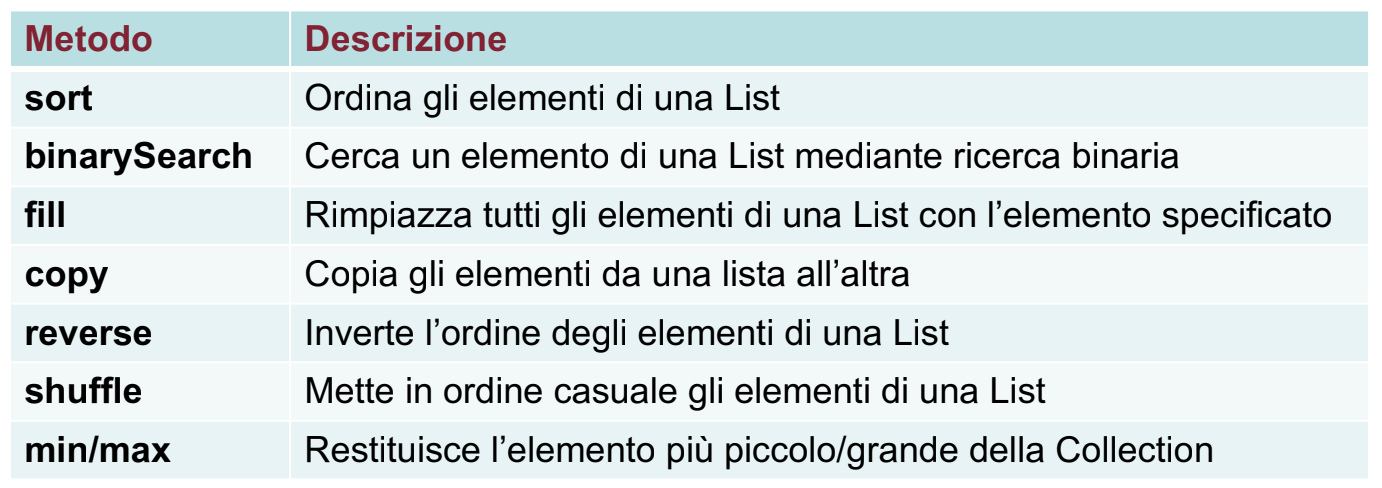 Metodo Descrizione
sort Ordina gli elementi di una List
binarySearch Cerca un elemento di una List mediante ricerca binaria
fill Rimpiazza tutti gli elementi di una List con l’elemento specificato
copy Copia gli elementi da una lista all’altra
reverse Inverte l’ordine degli elementi di una List
shuffle Mette in ordine casuale gli elementi di una List
min/max Restituisce l’elemento più piccolo/grande della Collection